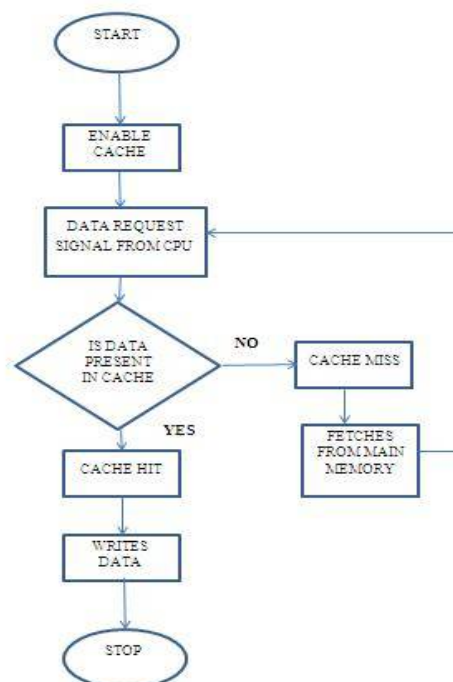 START
ENABLE
CACHE
DATA REQUEST
SIGNAL FROM CPU
IS DATA
PRESENT
IN CACHE
NO
CACHE MISS
YES
FETCHES
FROM MAIN
MEMORY
CACHE HIT
WRITES
DATA
STOP